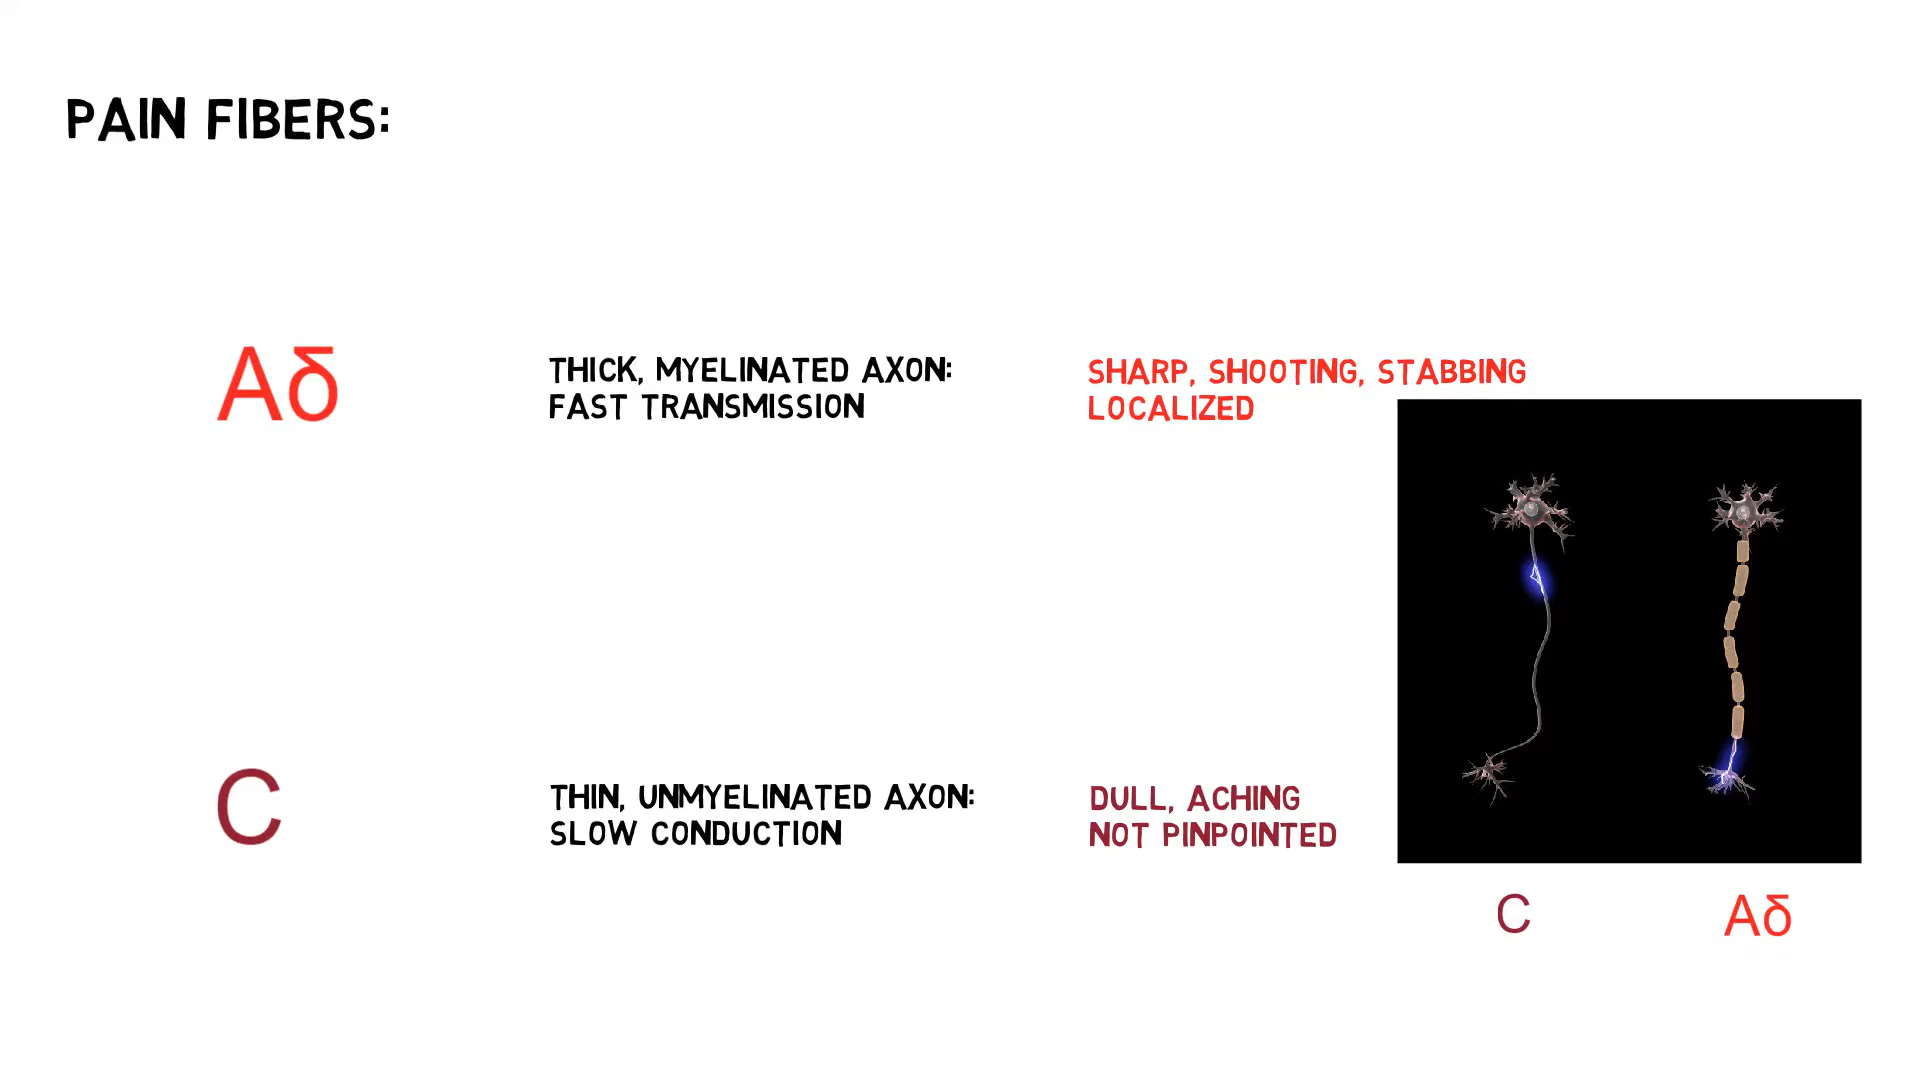 PAIN FIBERS:
Aδ
THICK, MYELINATED AXON:
FAST TRANSMISSION
SHARP, SHOOTING, STABBING
LOCALIZED
C
THIN, UNMYELINATED AXON:
SLOW CONDUCTION
DULL, ACHING
NOT PINPOINTED
C
Aδ